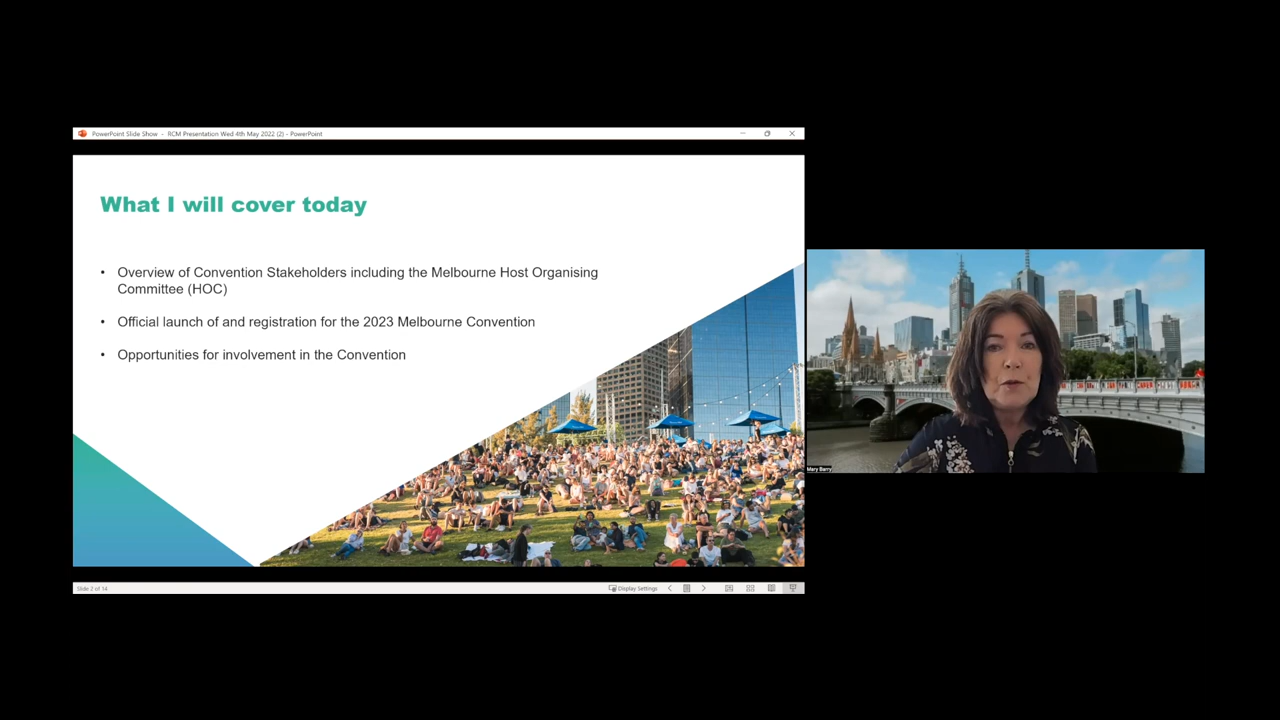 PowerPoint Slide Show - RCM Presentation Wed 4th May 2022 (2) - PowerPoint
What I will cover today
• Overview of Convention Stakeholders including the Melbourne Host Organising
Committee (HOC)
• Official launch of and registration for the 2023 Melbourne Convention
• Opportunities for involvement in the Convention
Mary Barry
Slide 2 of 14
Display Settings